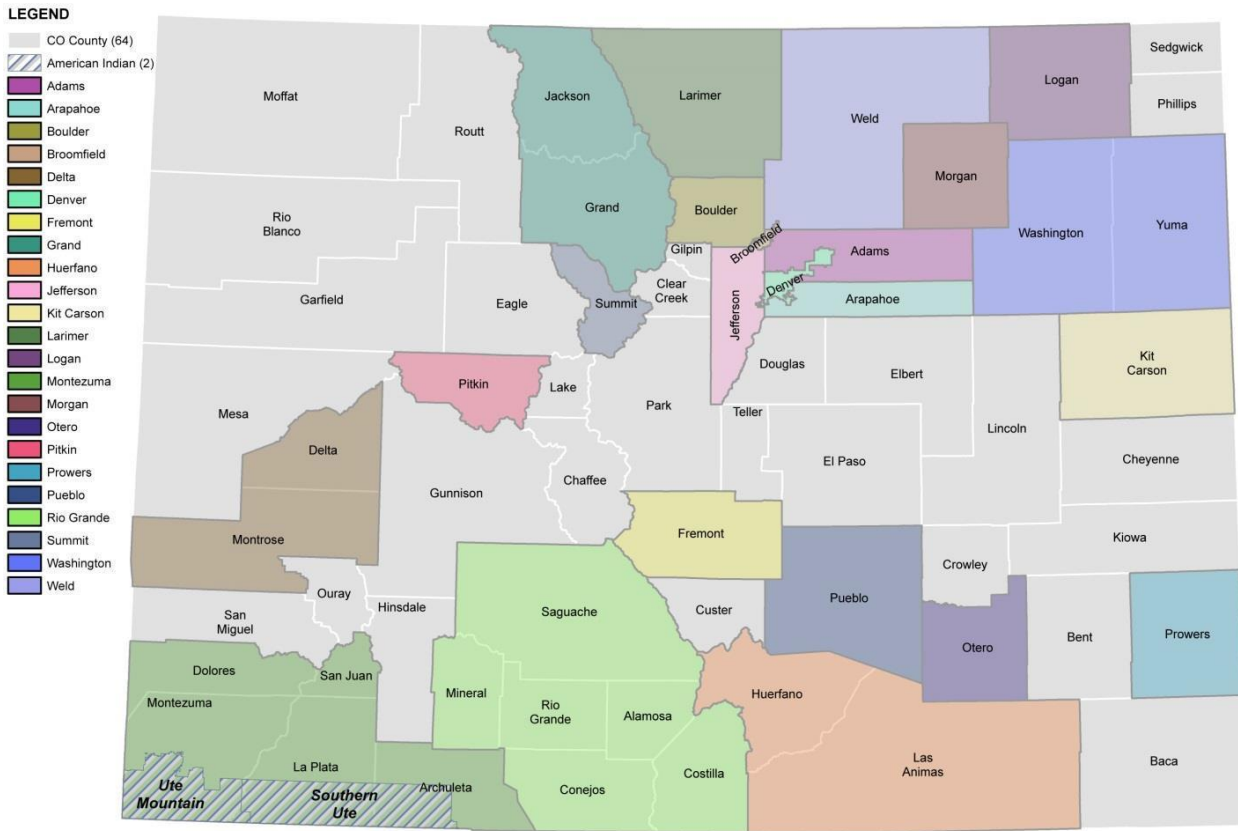 LEGEND
CO County (64)
American Indian (2)
Adams
Arapahoe
Boulder
Broomfield
Delta
Denver
Fremont
Grand
Huerfano
Jefferson
Kit Carson
Larimer
Logan
Montezuma
Morgan
Otero
Pitkin
Prowers
Pueblo
Rio Grande
Summit
Washington
Weld
Moffat
Routt
Jackson
Larimer
Weld
Logan
Sedgwick
Phillips
Rio
Blanco
Grand
Boulder
Morgan
Washington
Yuma
Garfield
Eagle
Summit
Gilpin
Clear
Creek
Jefferson
Broomfield
Denver
Adams
Arapahoe
Mesa
Pitkin
Lake
Park
Douglas
Teller
Elbert
Lincoln
Kit
Carson
Delta
Gunnison
Chaffee
El Paso
Cheyenne
Montrose
Fremont
Kiowa
Ouray
Hinsdale
Saguache
Custer
Pueblo
Crowley
San
Miguel
Otero
Bent
Prowers
Dolores
San Juan
Montezuma
Mineral
Rio
Grande
Alamosa
Huerfano
La Plata
Archuleta
Conejos
Costilla
Las
Animas
Baca
Ute
Mountain
Southern
Ute